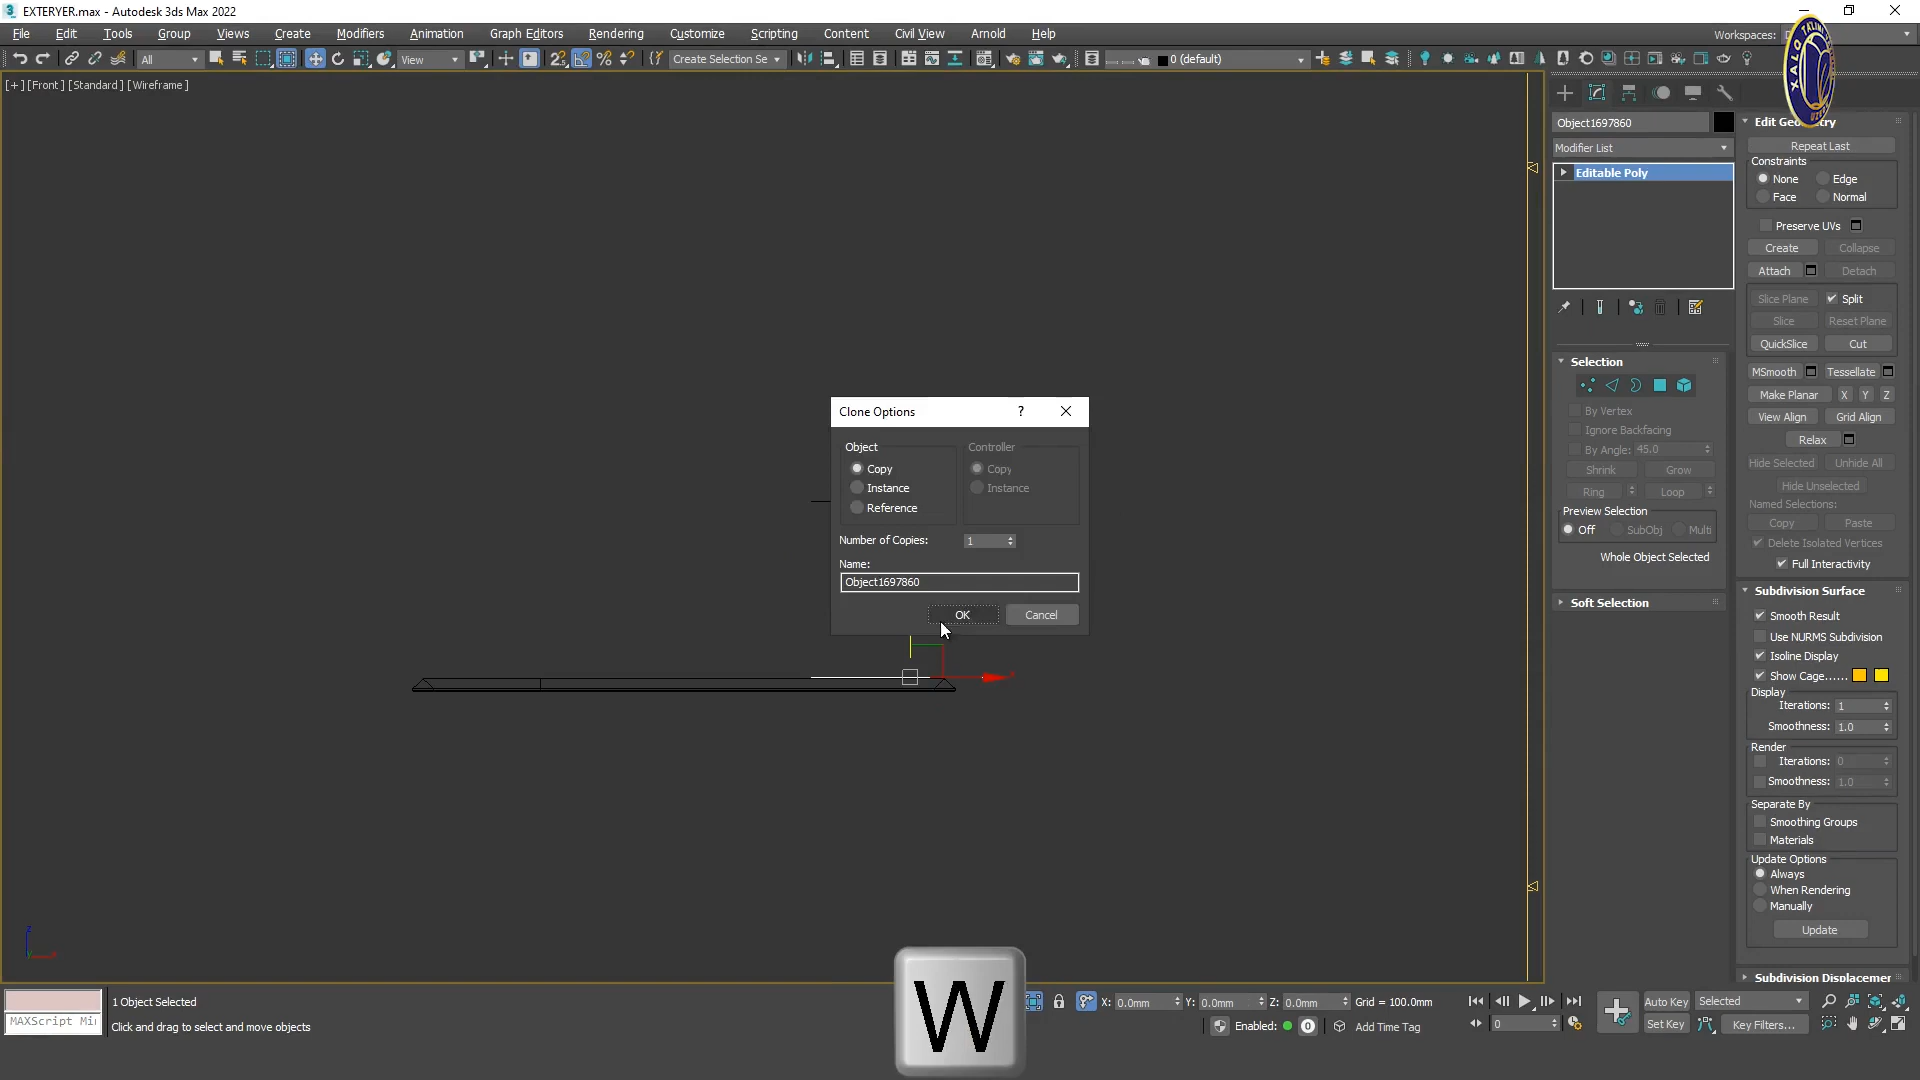 EXTERYER.max - Autodesk 3ds Max 2022
File Edit Tools Group Views Create Modifiers Animation Graph Editors Rendering Customize Scripting Content Civil View Arnold Help
Workspaces:
All View Create Selection Se 0 (default)
[+] [Front] [Standard] [Wireframe]
Object1697860
Modifier List
Editable Poly
Selection
By Vertex
Ignore Backfacing
By Angle: 45.0
Shrink Grow
Ring Loop
Preview Selection
Off SubObj Multi
Whole Object Selected
Soft Selection
Edit Geometry
Repeat Last
Constraints
None Edge
Face Normal
Preserve UVs
Create Collapse
Attach Detach
Slice Plane Split
Slice Reset Plane
QuickSlice Cut
MSmooth Tessellate
Make Planar X Y Z
View Align Grid Align
Relax
Hide Selected Unhide All
Hide Unselected
Named Selections:
Copy Paste
Delete Isolated Vertices
Full Interactivity
Subdivision Surface
Smooth Result
Use NURMS Subdivision
Isoline Display
Show Cage......
Display
Iterations: 1
Smoothness: 1.0
Render
Iterations: 0
Smoothness: 1.0
Separate By
Smoothing Groups
Materials
Update Options
Always
When Rendering
Manually
Update
Subdivision Displacemer
Clone Options ?
Object Controller
Copy Copy
Instance Instance
Reference
Number of Copies: 1
Name:
Object1697860
OK Cancel
W
MAXScript Mi
1 Object Selected
Click and drag to select and move objects
X: 0.0mm Y: 0.0mm Z: 0.0mm Grid = 100.0mm
Enabled: 0 Add Time Tag
0
Auto Key Selected
Set Key Key Filters...